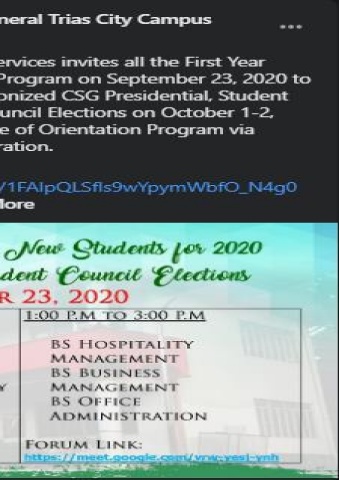 neral Trias City Campus
ervices invites all the First Year
Program on September 23, 2020 to
onized CSG Presidential, Student
uncil Elections on October 1-2,
e of Orientation Program via
ration.
/1FAIpQLSfIs9wYpymWbfO_N4g0
More
New Students for 2020
dent Council Elections
R 23, 2020
1:00 P.M TO 3:00 P.M
BS HOSPITALITY
MANAGEMENT
BS BUSINESS
Y MANAGEMENT
BS OFFICE
ADMINISTRATION
FORUM LINK:
https://meet.google.com/vrw-yesj-ynh